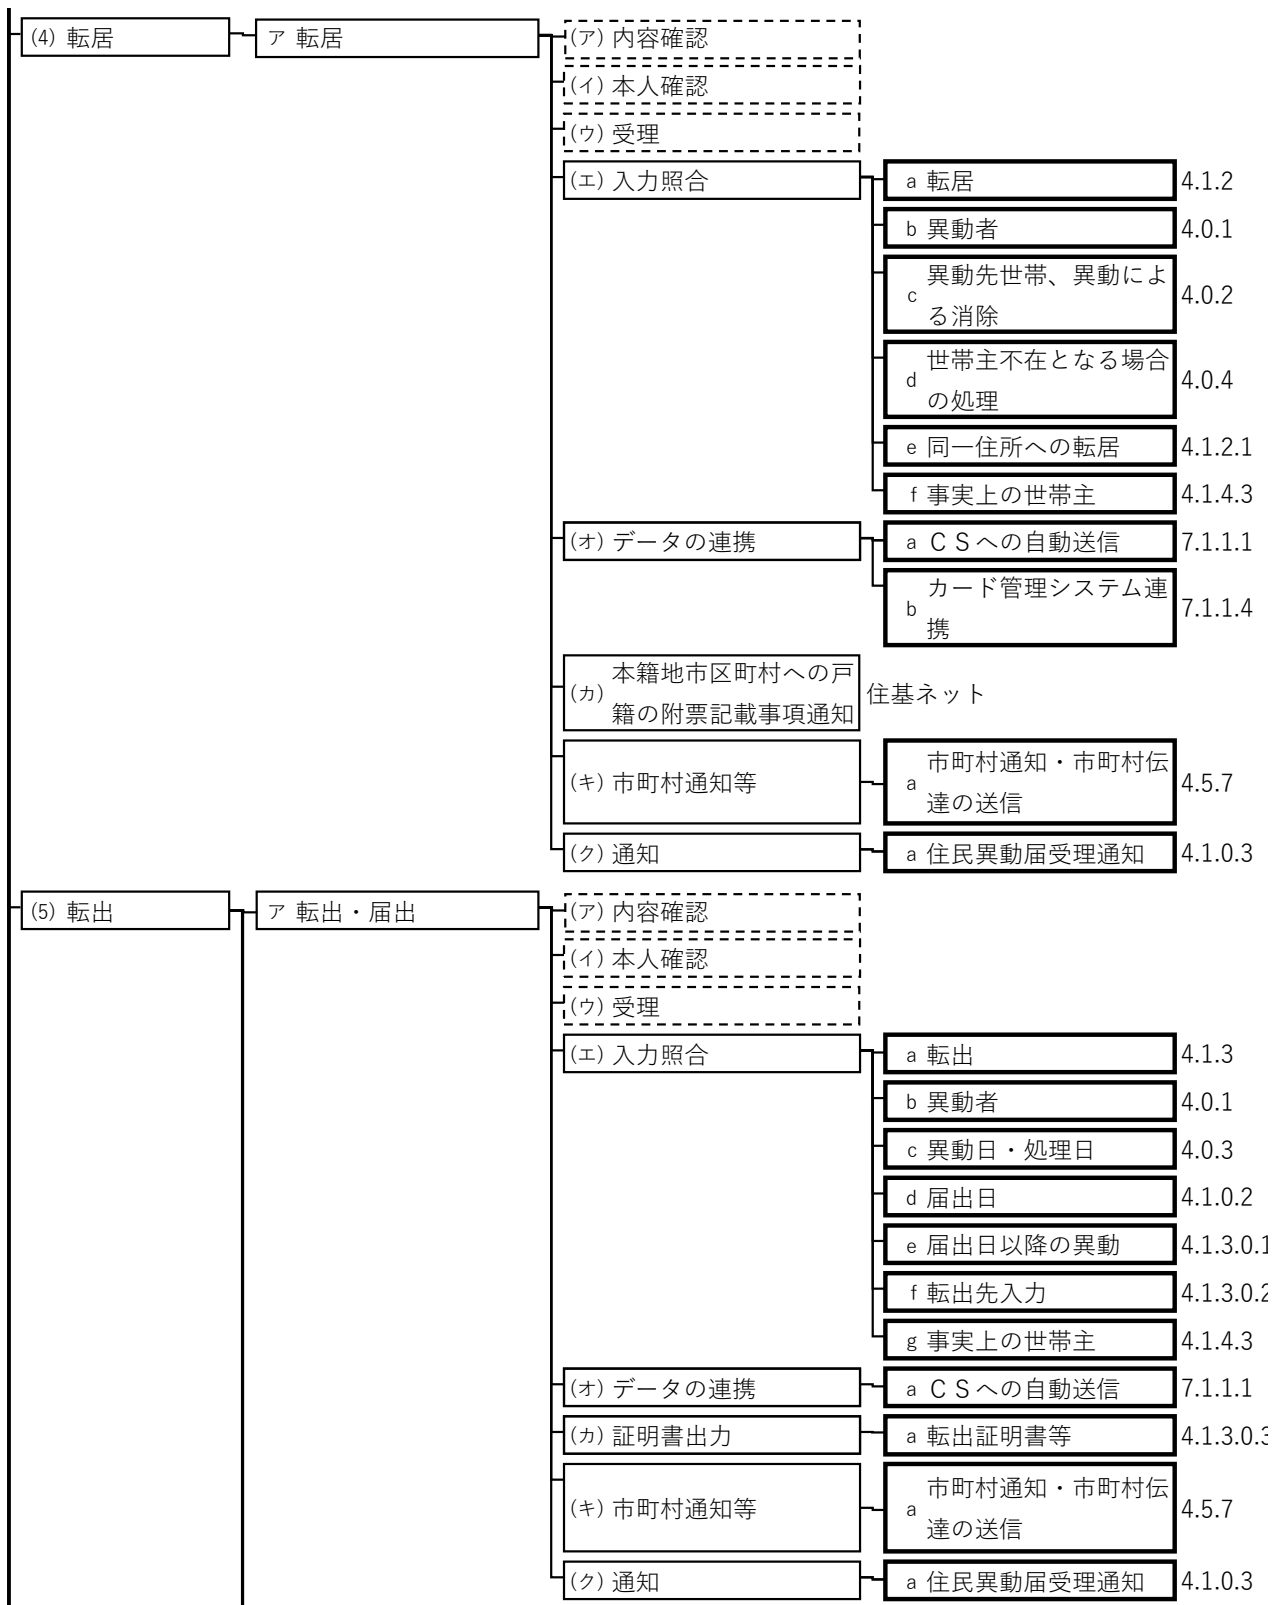 (4) 転居
ア 転居
(ア) 内容確認
(イ) 本人確認
(ウ) 受理
(エ) 入力照合
a 転居 4.1.2
b 異動者 4.0.1
c 異動先世帯、異動によ
る消除 4.0.2
d 世帯主不在となる場合
の処理 4.0.4
e 同一住所への転居 4.1.2.1
f 事実上の世帯主 4.1.4.3
(オ) データの連携
a ＣＳへの自動送信 7.1.1.1
b カード管理システム連
携 7.1.1.4
(カ) 本籍地市区町村への戸
籍の附票記載事項通知 住基ネット
(キ) 市町村通知等
a 市町村通知・市町村伝
達の送信 4.5.7
(ク) 通知
a 住民異動届受理通知 4.1.0.3
(5) 転出
ア 転出・届出
(ア) 内容確認
(イ) 本人確認
(ウ) 受理
(エ) 入力照合
a 転出 4.1.3
b 異動者 4.0.1
c 異動日・処理日 4.0.3
d 届出日 4.1.0.2
e 届出日以降の異動 4.1.3.0.1
f 転出先入力 4.1.3.0.2
g 事実上の世帯主 4.1.4.3
(オ) データの連携
a ＣＳへの自動送信 7.1.1.1
(カ) 証明書出力
a 転出証明書等 4.1.3.0.3
(キ) 市町村通知等
a 市町村通知・市町村伝
達の送信 4.5.7
(ク) 通知
a 住民異動届受理通知 4.1.0.3